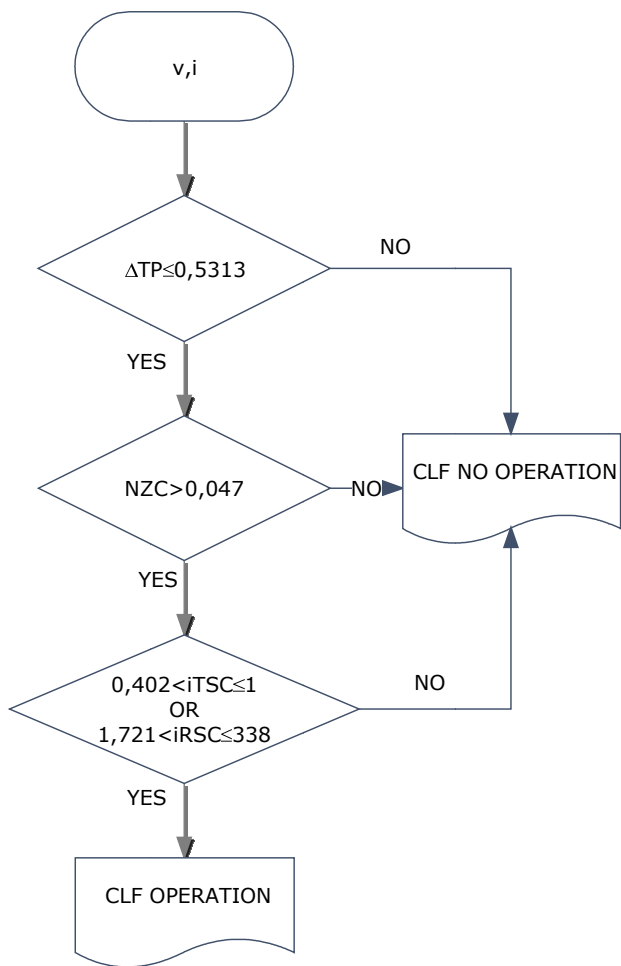 v,i
∆TP≤0,5313
NO
YES
CLF NO OPERATION
NZC>0,047
NO
YES
0,402<iTSC≤1
OR
1,721<iRSC≤338
NO
YES
CLF OPERATION